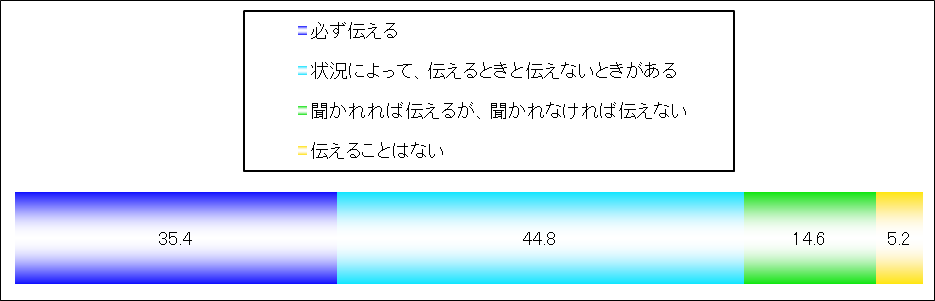 必ず伝える
状況によって、伝えるときと伝えないときがある
聞かれれば伝えるが、聞かれなければ伝えない
伝えることはない
35.4 44.8 14.6 5.2